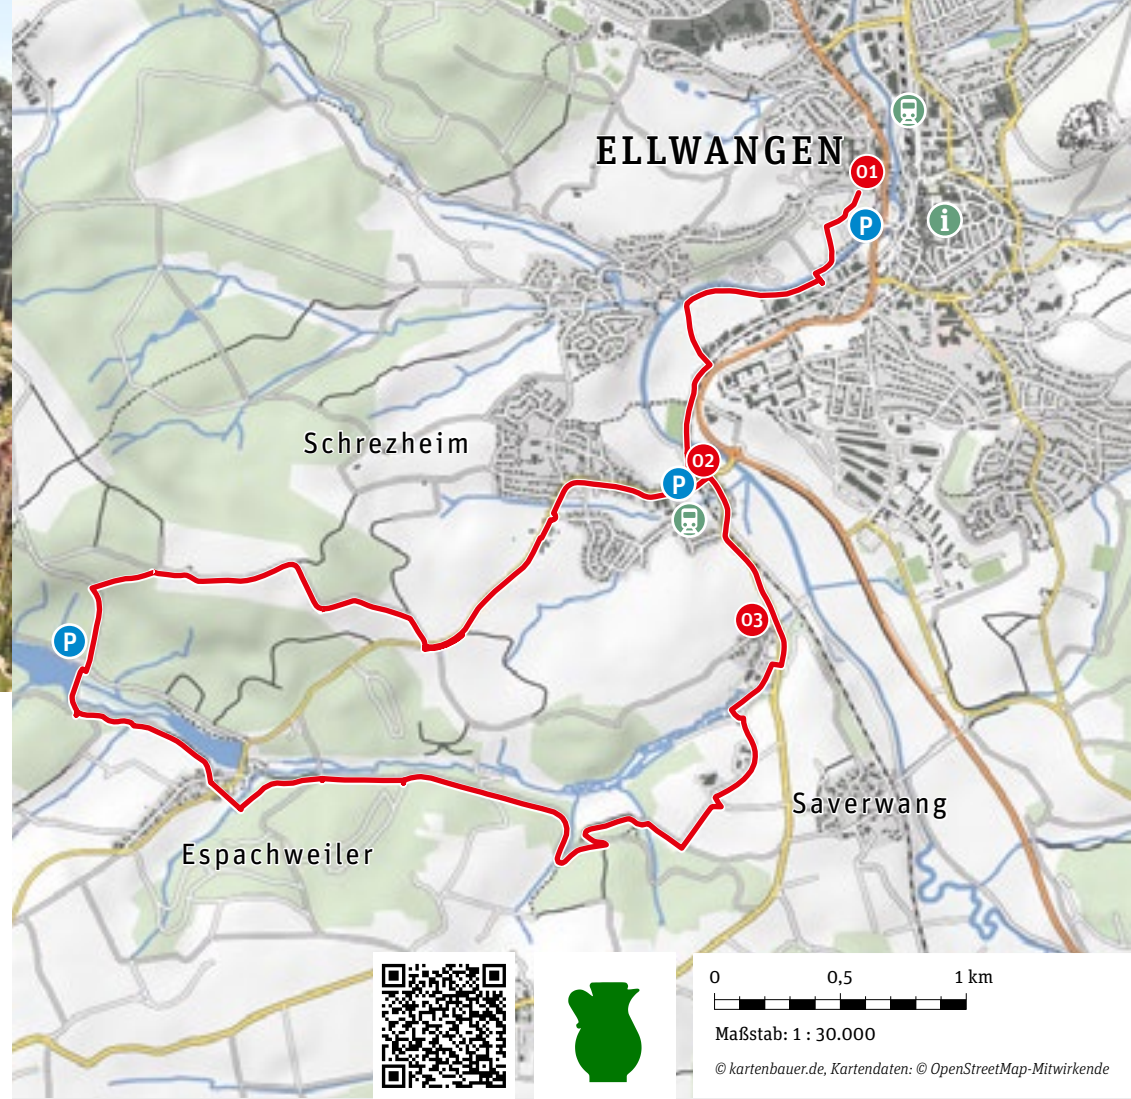 ELLWANGEN
01
P
i
Schrezheim
02
P
03
P
Saverwang
Espachweiler
0 0,5 1 km
Maßstab: 1 : 30.000
© kartenbauer.de, Kartendaten: © OpenStreetMap-Mitwirkende